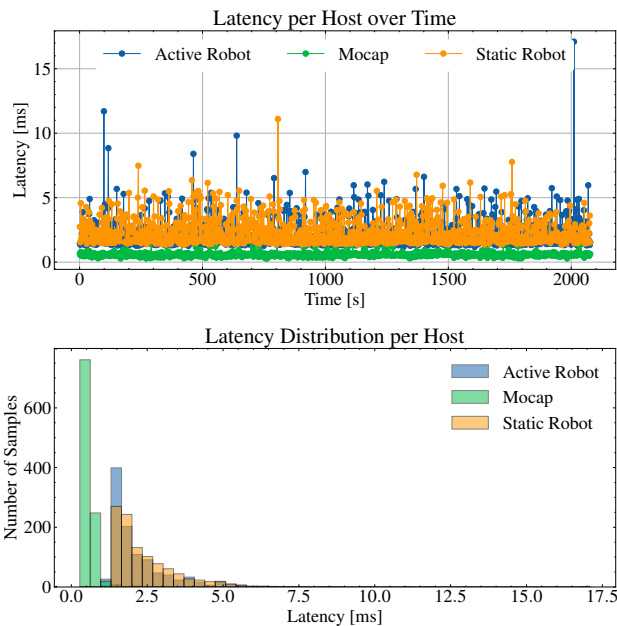 Latency per Host over Time
Active Robot Mocap Static Robot
Latency [ms]
15
10
5
0
0 500 1000 1500 2000
Time [s]
Latency Distribution per Host
Active Robot
Mocap
Static Robot
Number of Samples
600
400
200
0
0.0 2.5 5.0 7.5 10.0 12.5 15.0 17.5
Latency [ms]